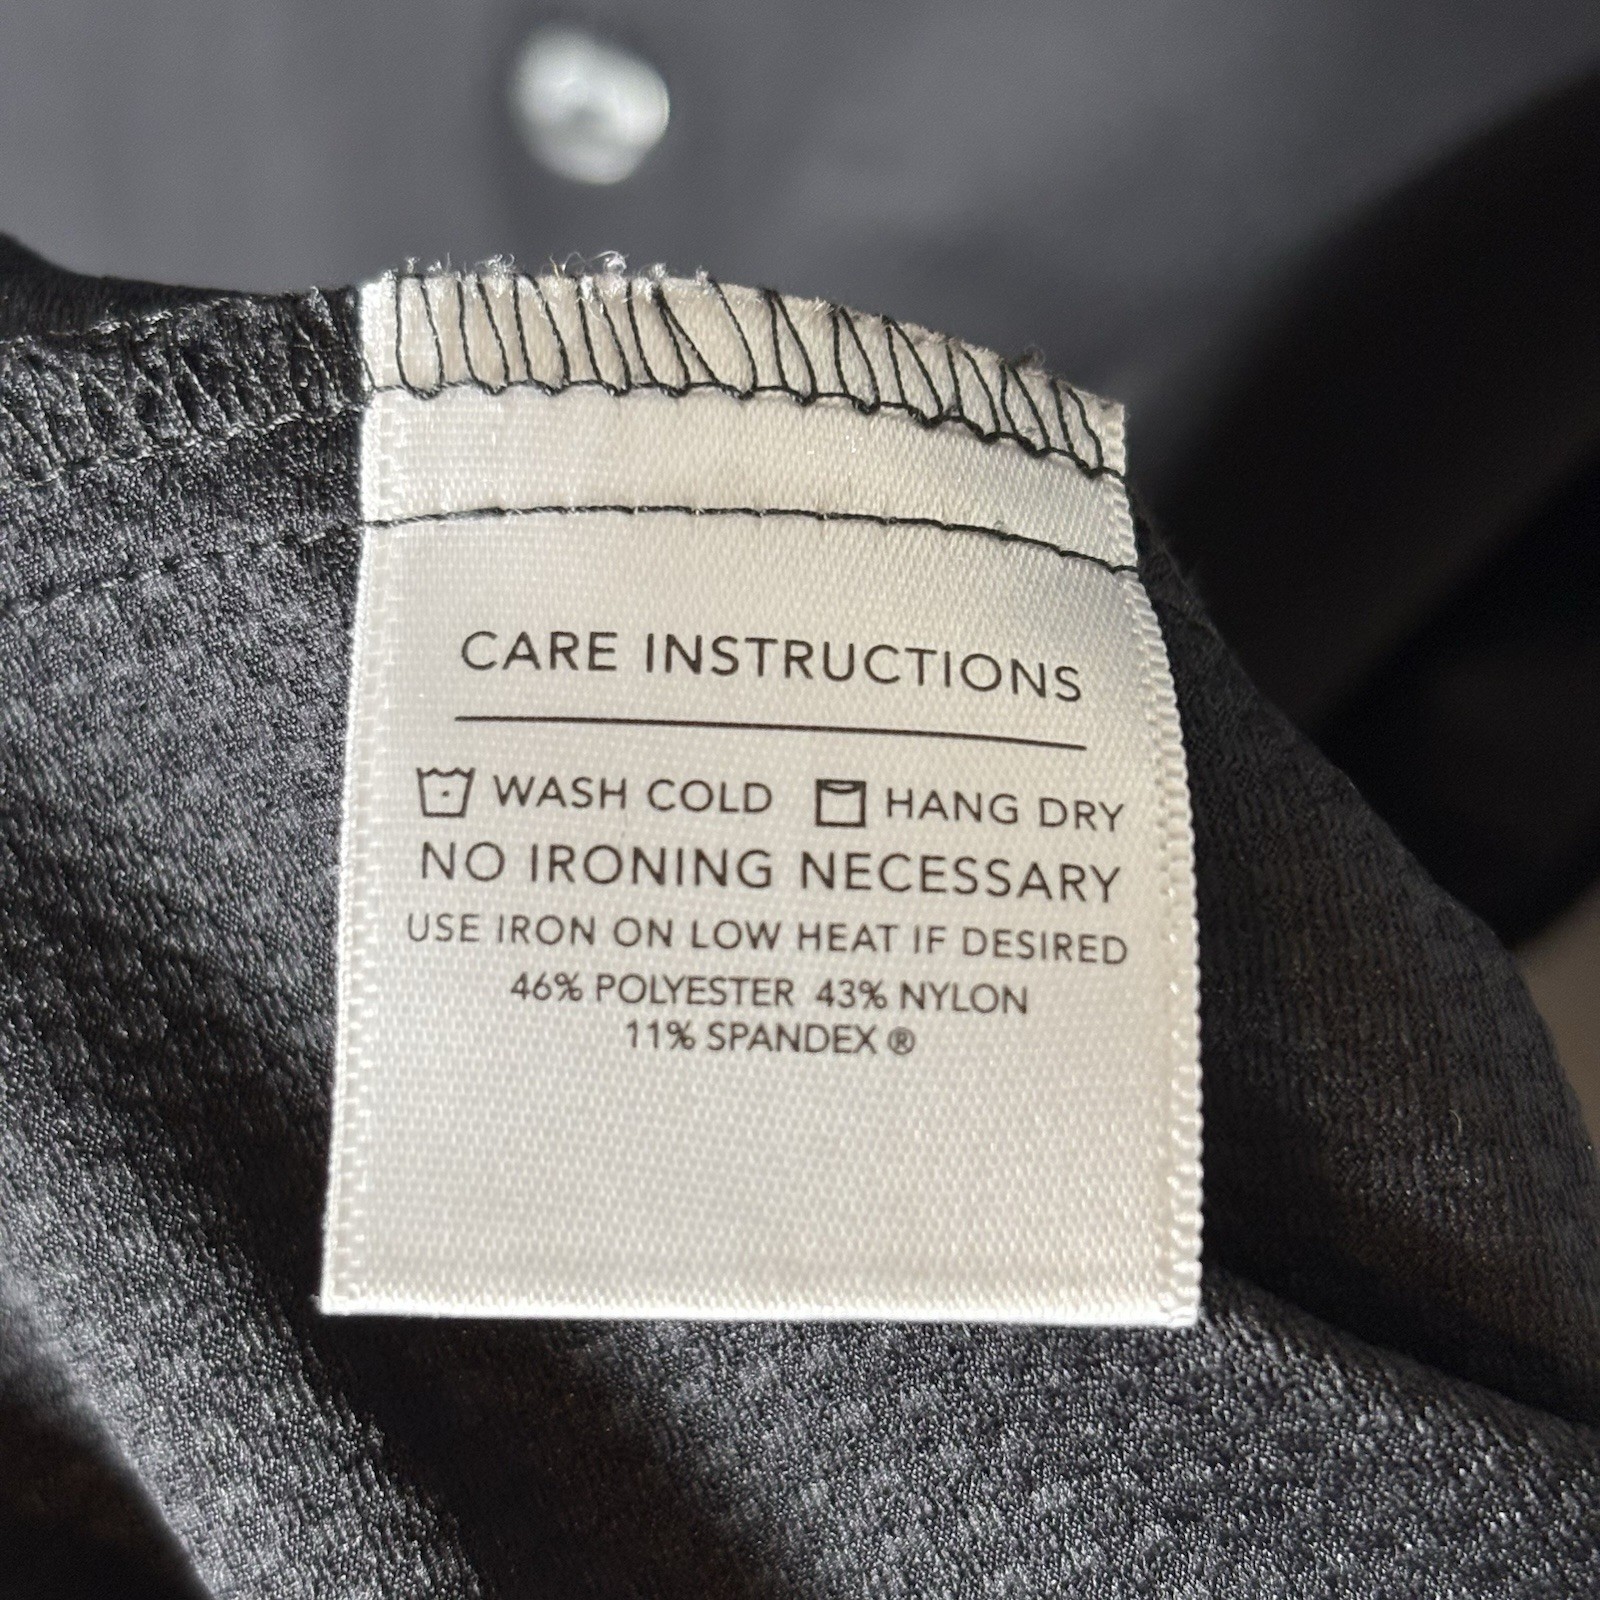 CARE INSTRUCTIONS
WASH COLD HANG DRY
NO IRONING NECESSARY
USE IRON ON LOW HEAT IF DESIRED
46% POLYESTER 43% NYLON
11% SPANDEX ®